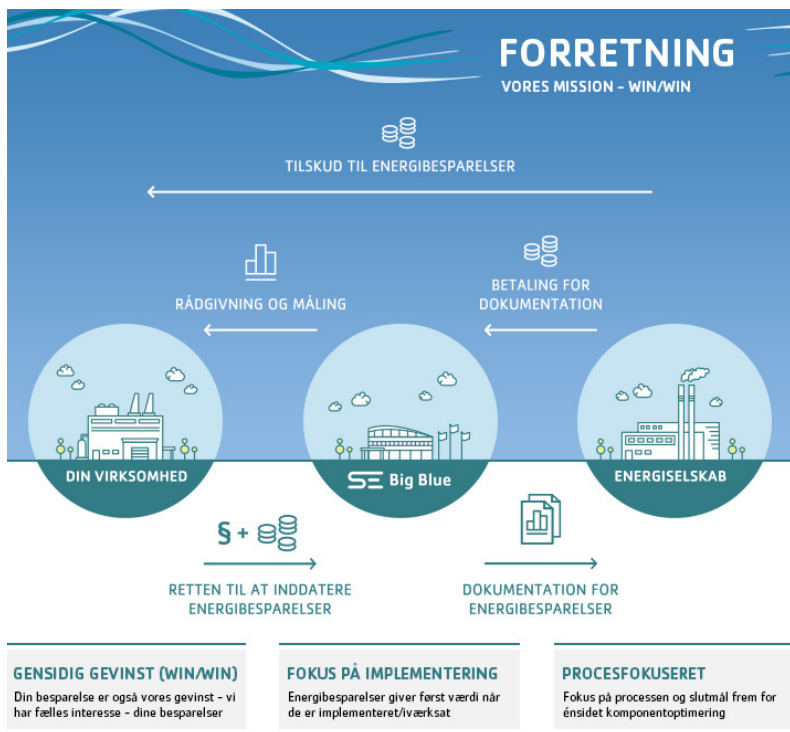 FORRETNING
VORES MISSION - WIN/WIN
TILSKUD TIL ENERGIBESPARELSER
RÅDGIVNING OG MÅLING
BETALING FOR
DOKUMENTATION
DIN VIRKSOMHED
SE Big Blue
ENERGISELSKAB
§ +
RETTEN TIL AT INDDATERE
ENERGIBESPARELSER
DOKUMENTATION FOR
ENERGIBESPARELSER
GENSIDIG GEVINST (WIN/WIN)
Din besparelse er også vores gevinst - vi
har fælles interesse - dine besparelser
FOKUS PÅ IMPLEMENTERING
Energibesparelser giver først værdi når
de er implementeret/iværksat
PROCESFOKUSERET
Fokus på processen og slutmål frem for
énsidet komponentoptimering